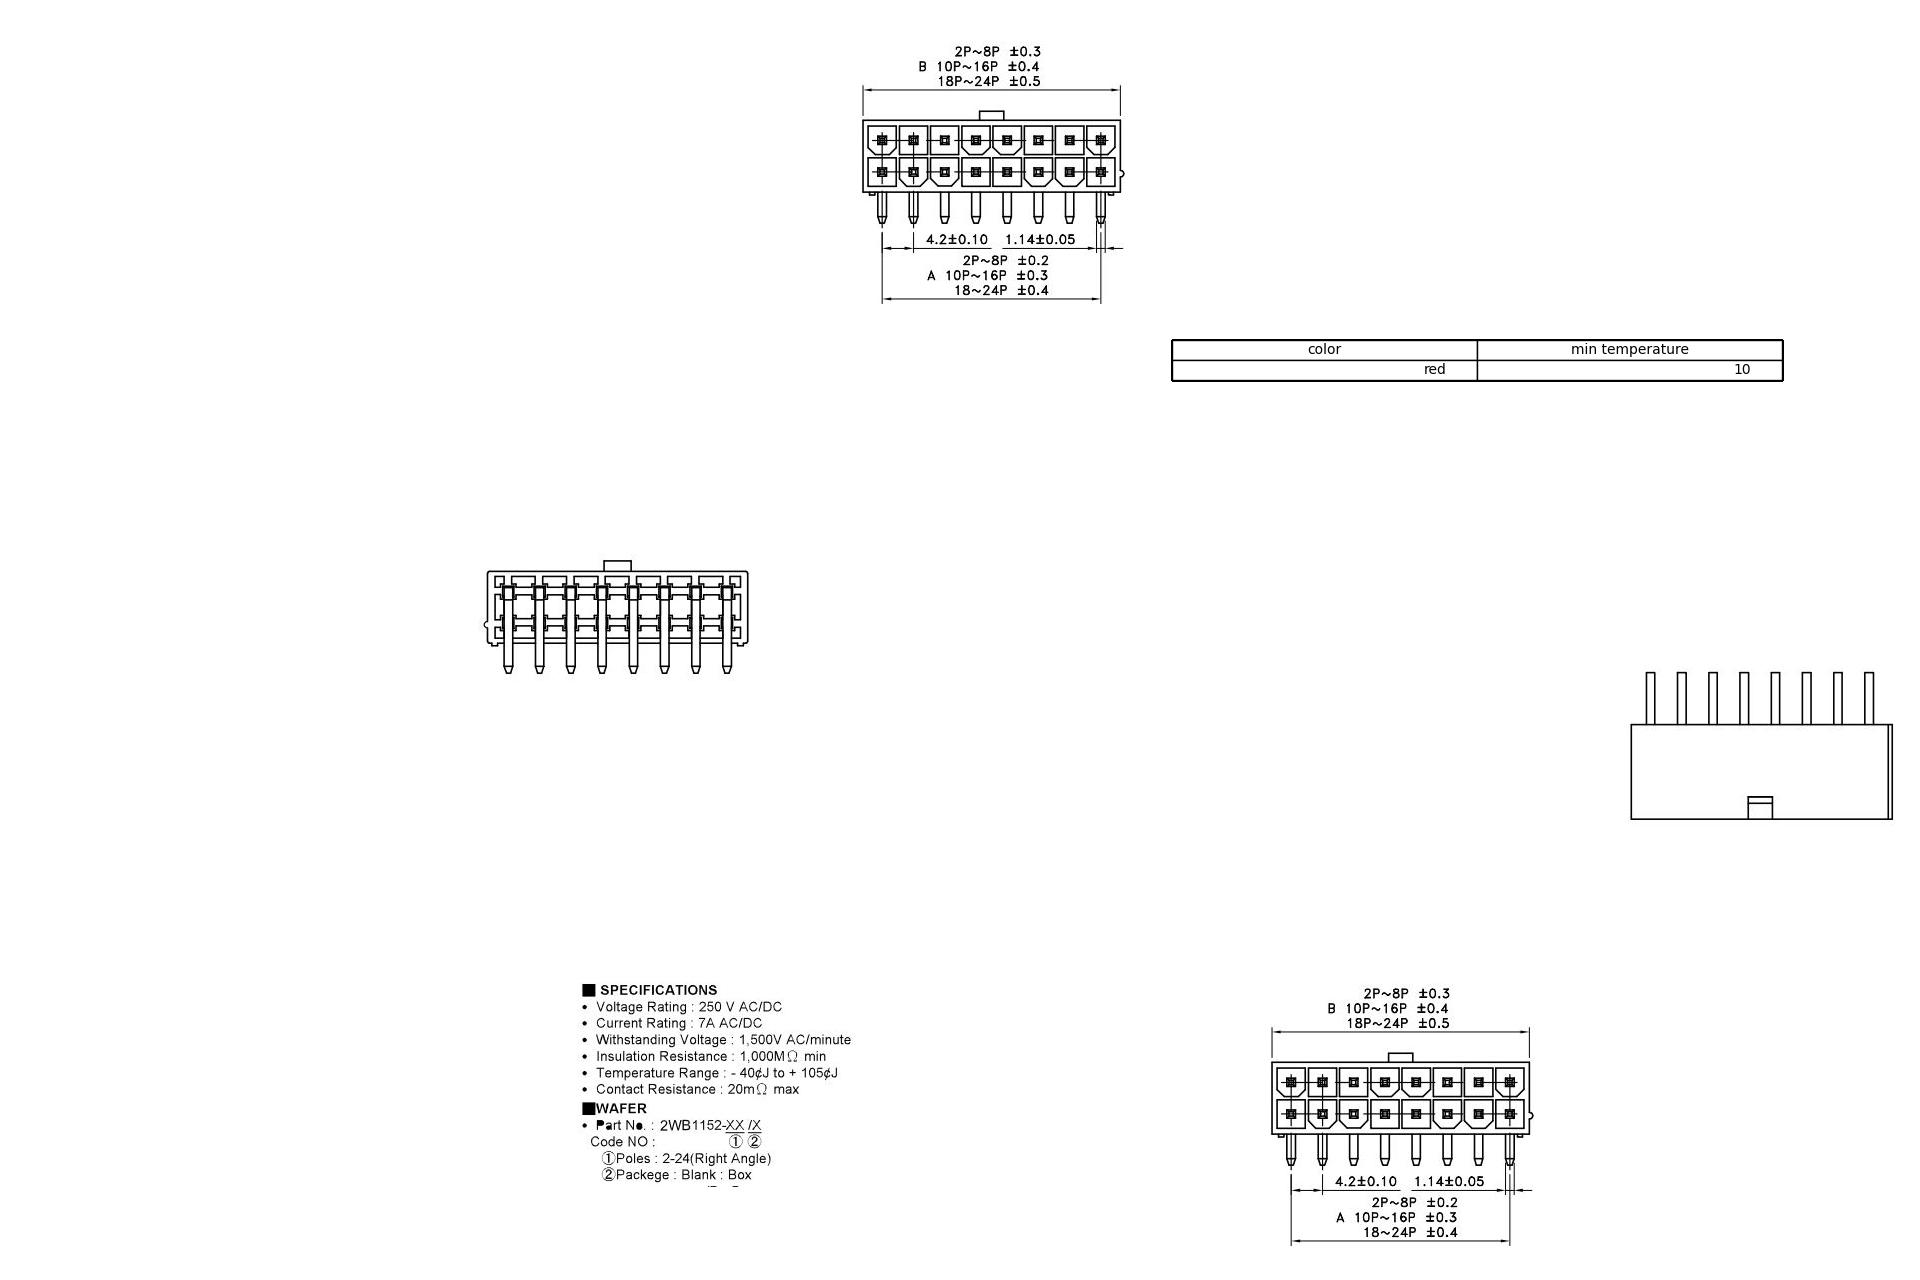 2P~8P ±0.3
B 10P~16P ±0.4
18P~24P ±0.5
4.2±0.10 1.14±0.05
2P~8P ±0.2
A 10P~16P ±0.3
18~24P ±0.4
color min temperature
red 10
■ SPECIFICATIONS
• Voltage Rating : 250 V AC/DC
• Current Rating : 7A AC/DC
• Withstanding Voltage : 1,500V AC/minute
• Insulation Resistance : 1,000MΩ min
• Temperature Range : - 40¢J to + 105¢J
• Contact Resistance : 20mΩ max
■WAFER
• Part No. : 2WB1152-XX /X
Code NO : ① ②
①Poles : 2-24(Right Angle)
②Packege : Blank : Box
2P~8P ±0.3
B 10P~16P ±0.4
18P~24P ±0.5
4.2±0.10 1.14±0.05
2P~8P ±0.2
A 10P~16P ±0.3
18~24P ±0.4